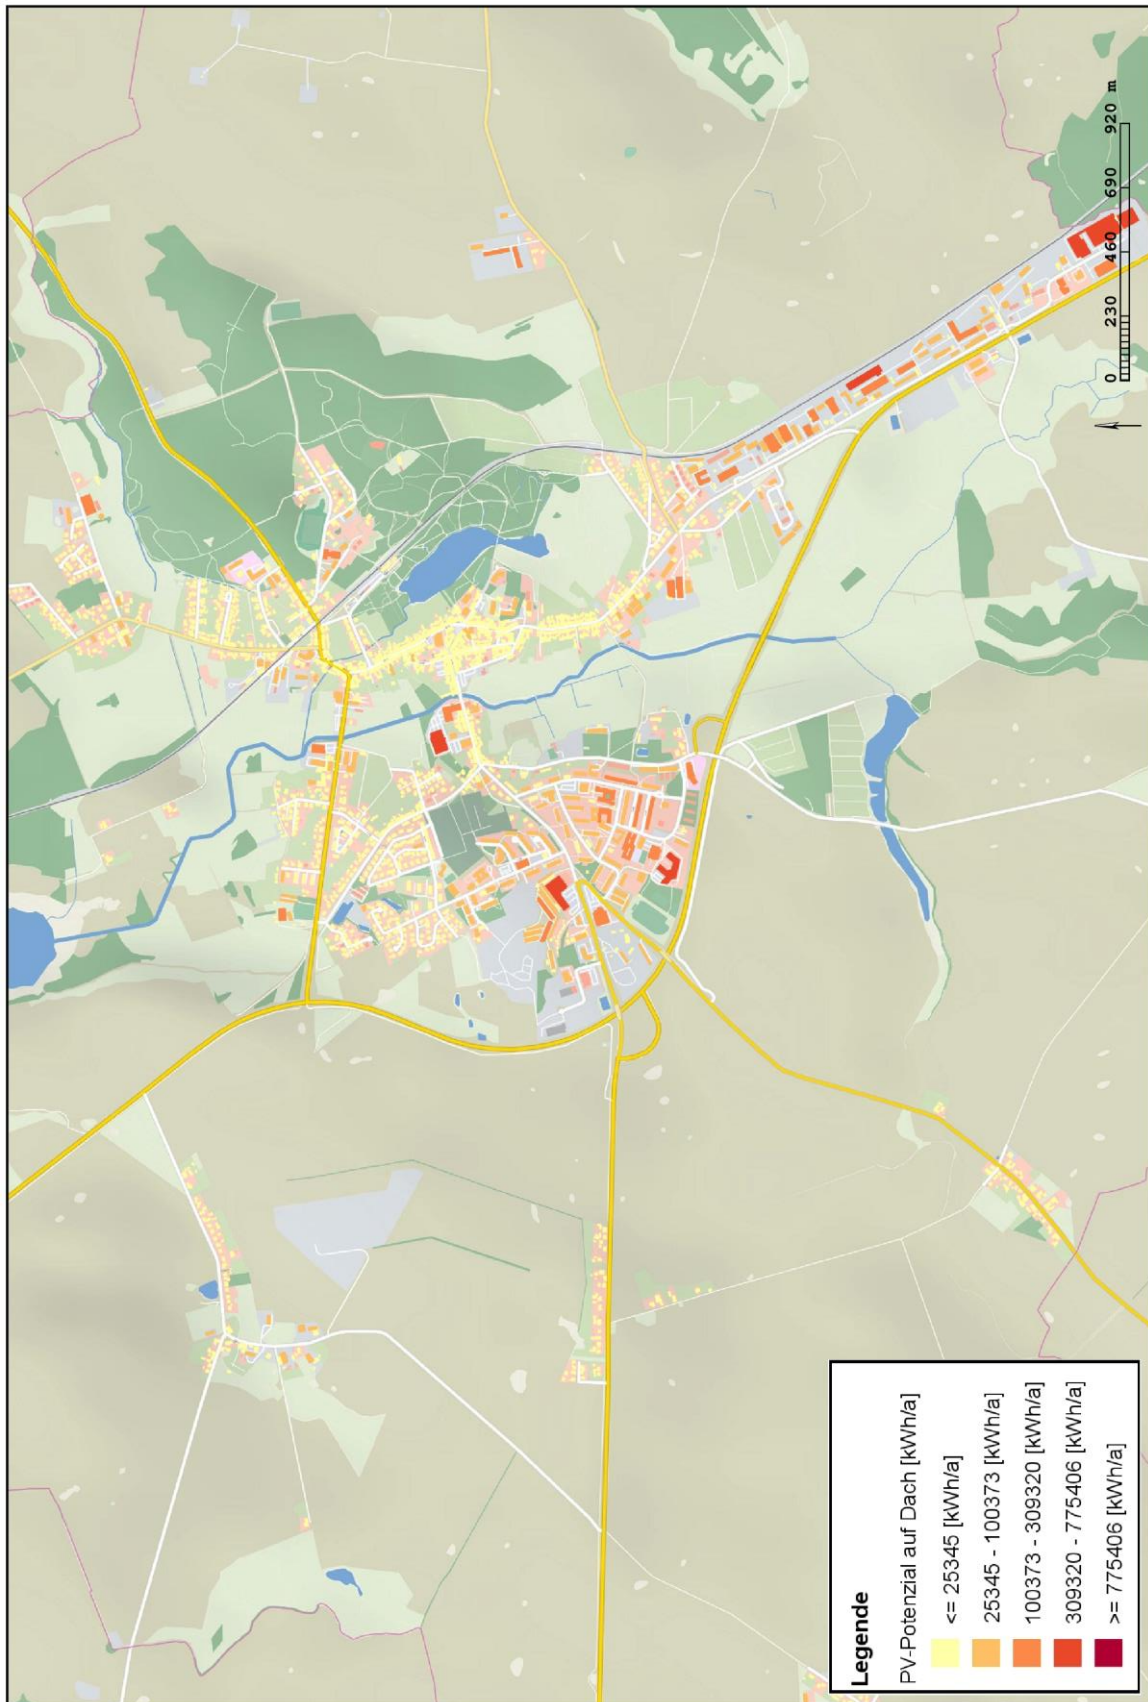 Legende
PV-Potenzial auf Dach [kWh/a]
<= 25345 [kWh/a]
25345 - 100373 [kWh/a]
100373 - 309320 [kWh/a]
309320 - 775406 [kWh/a]
>= 775406 [kWh/a]
0 230 460 690 920 m